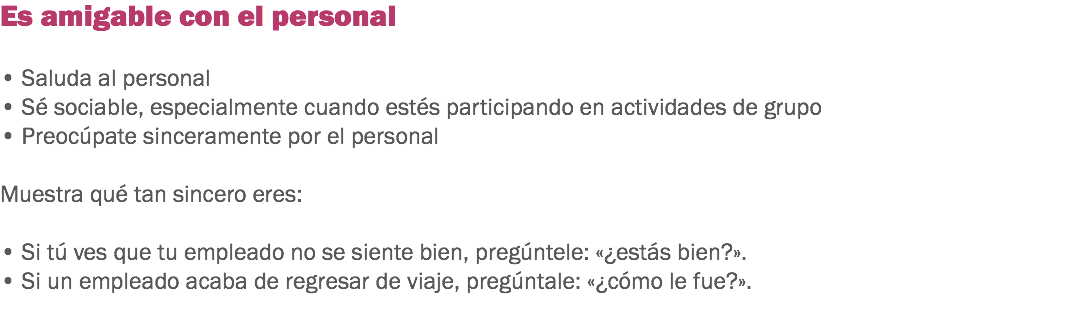 Es amigable con el personal
• Saluda al personal
• Sé sociable, especialmente cuando estés participando en actividades de grupo
• Preocúpate sinceramente por el personal
Muestra qué tan sincero eres:
• Si tú ves que tu empleado no se siente bien, pregúntele: «¿estás bien?».
• Si un empleado acaba de regresar de viaje, pregúntale: «¿cómo le fue?».